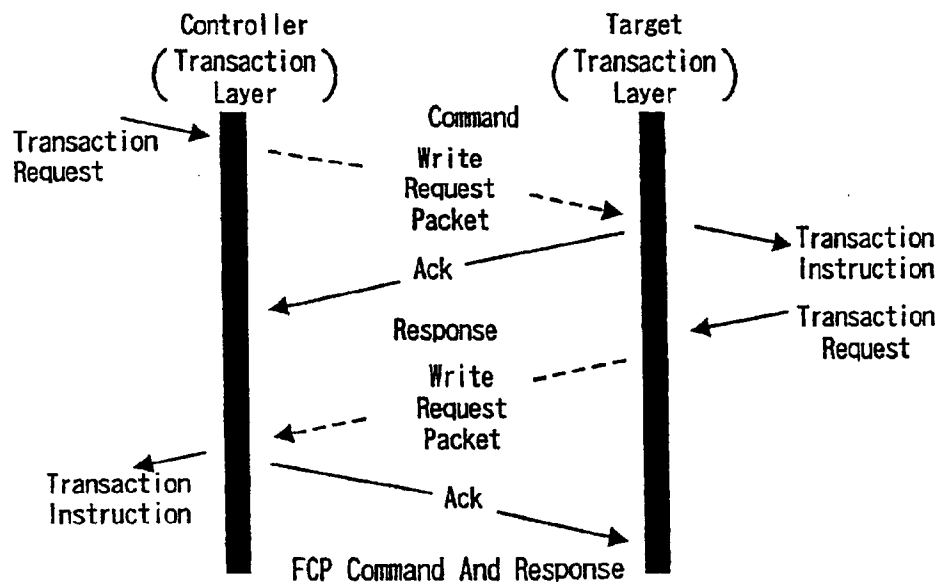 Controller
(Transaction Layer)
Target
(Transaction Layer)
Transaction
Request
Command
Write
Request
Packet
Transaction
Instruction
Ack
Response
Transaction
Request
Write
Request
Packet
Transaction
Instruction
Ack
FCP Command And Response